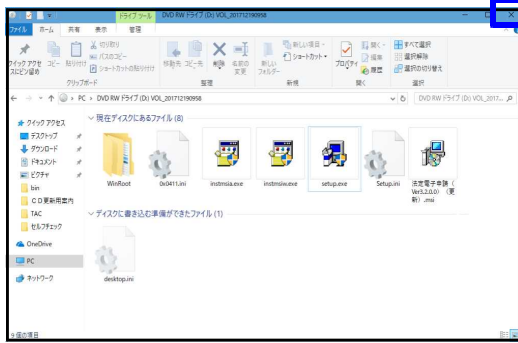 ドライブ ツール DVD RW ドライブ (D:) VOL_201712190958
ファイル ホーム 共有 表示 管理
クイック アクセスにピン留め コピー 貼り付け
切り取り
パスのコピー
ショートカットの貼り付け
移動先 コピー先 削除 名前の変更
新しいフォルダー
新しい項目
ショートカット
プロパティ
開く
編集
履歴
すべて選択
選択解除
選択の切り替え
クリップボード 整理 新規 開く 選択
PC › DVD RW ドライブ (D:) VOL_201712190958
DVD RW ドライブ (D:) VOL_2017...
クイック アクセス
デスクトップ
ダウンロード
ドキュメント
ピクチャ
bin
CD更新用案内
TAC
セルフチェック
OneDrive
PC
ネットワーク
現在ディスクにあるファイル (8)
WinRoot 0x0411.ini instmsia.exe instmsiw.exe setup.exe Setup.ini 法定電子申請(
Ver3.2.0.0) (更
新).msi
ディスクに書き込む準備ができたファイル (1)
desktop.ini
9 個の項目